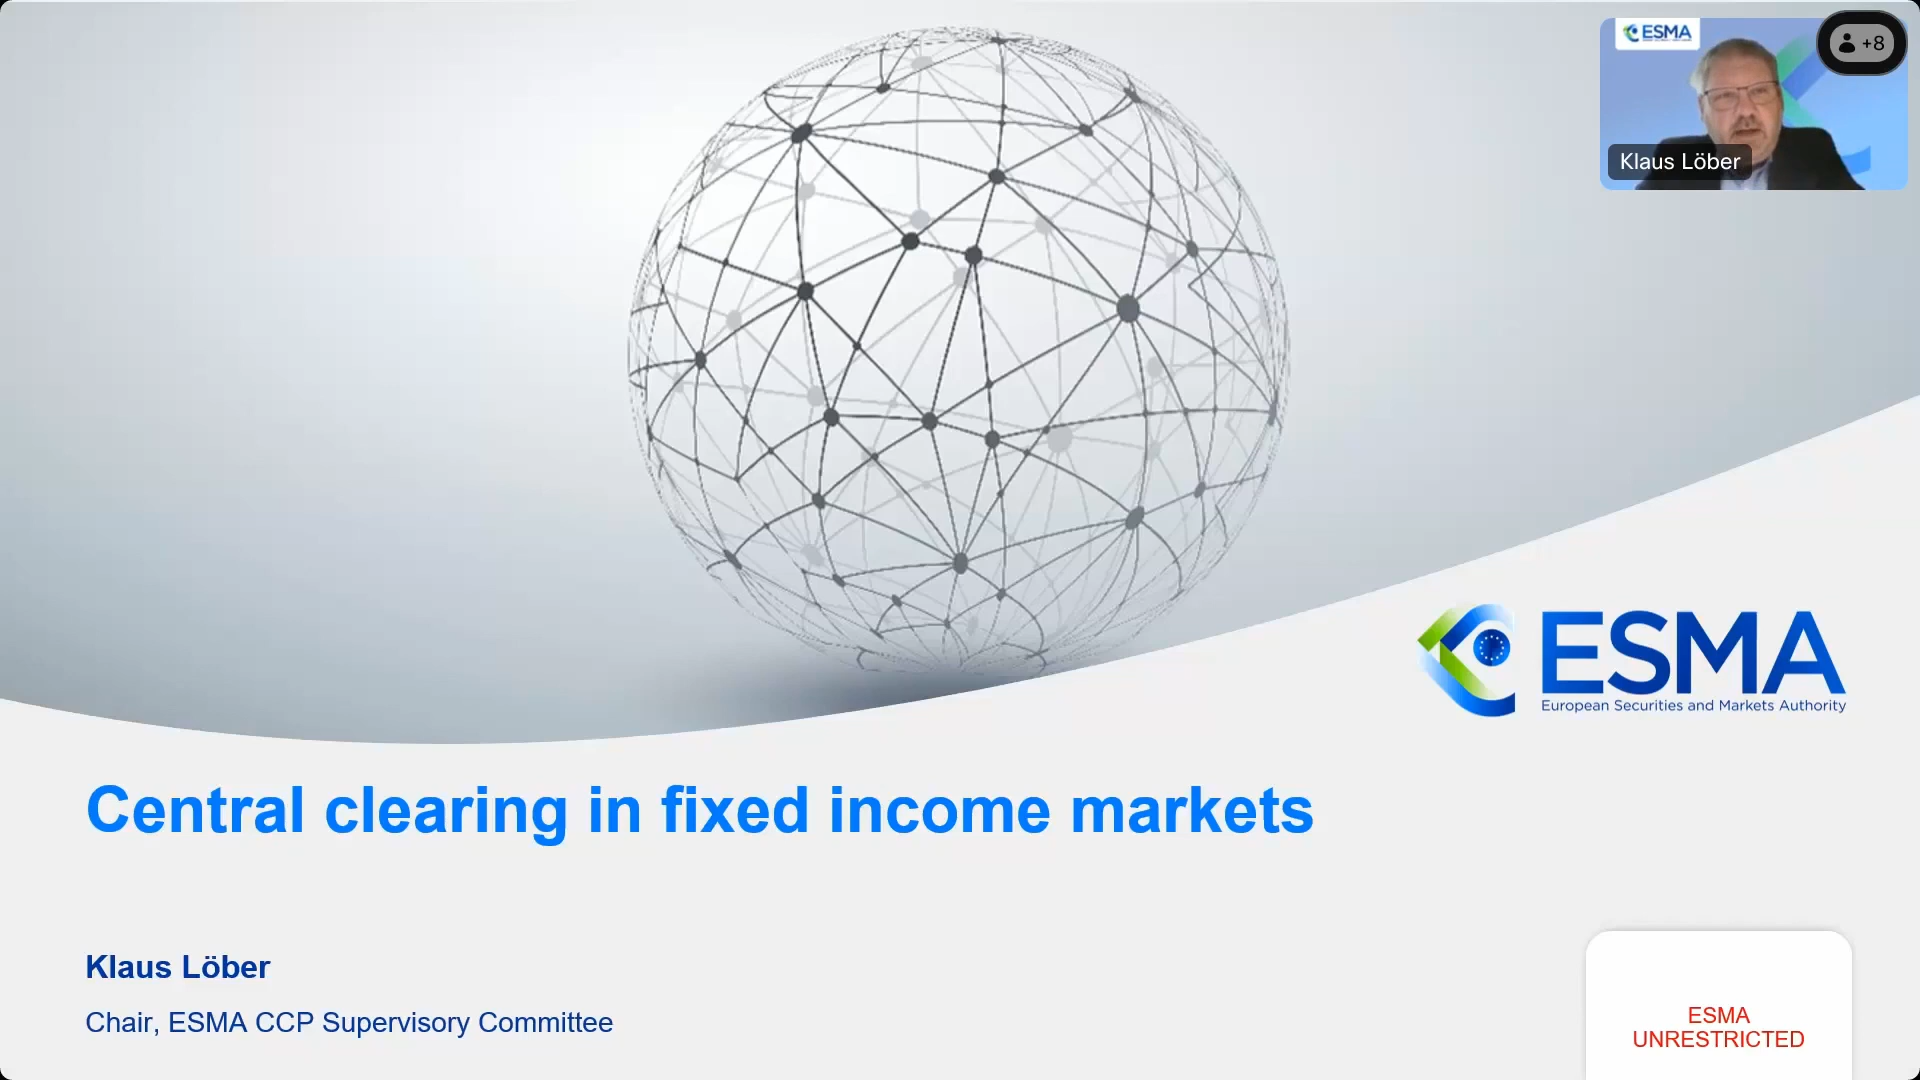 ESMA
+8
Klaus Löber
ESMA
European Securities and Markets Authority
Central clearing in fixed income markets
Klaus Löber
Chair, ESMA CCP Supervisory Committee
ESMA
UNRESTRICTED